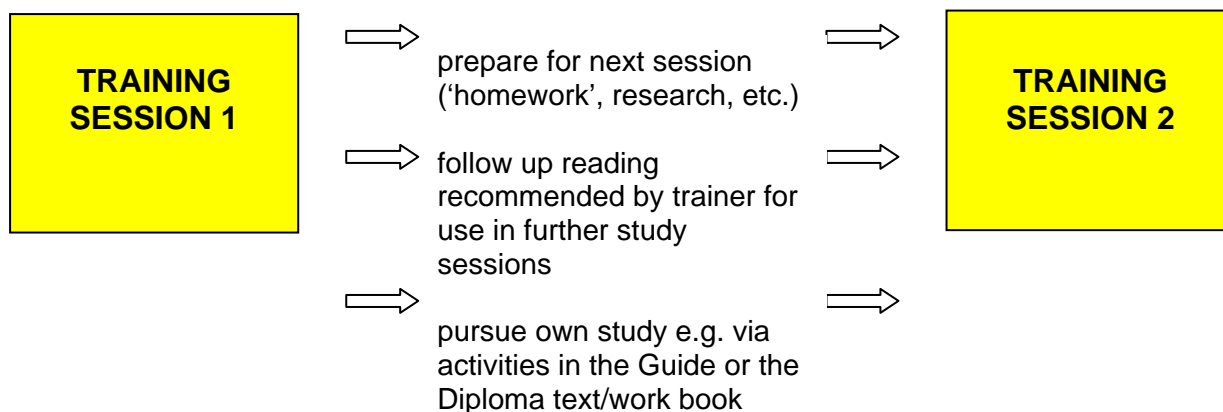 TRAINING
SESSION 1
prepare for next session
(‘homework’, research, etc.)
follow up reading
recommended by trainer for
use in further study
sessions
pursue own study e.g. via
activities in the Guide or the
Diploma text/work book
TRAINING
SESSION 2